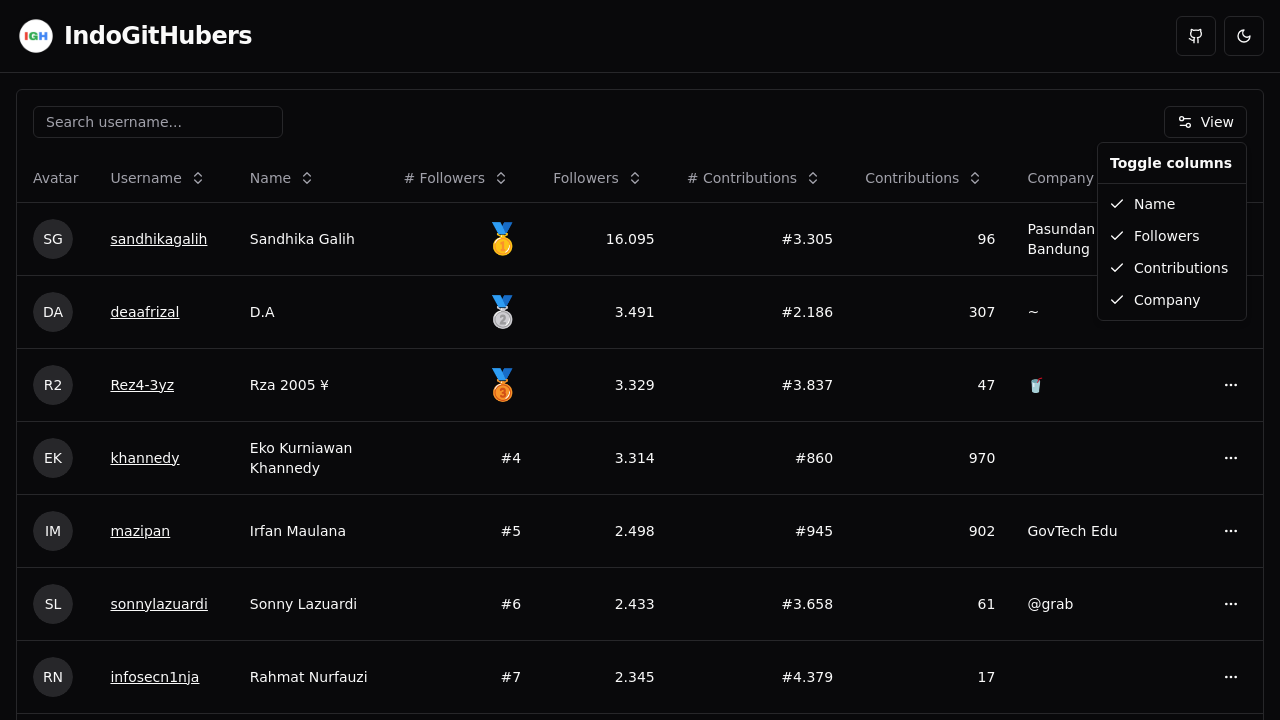 IGH IndoGitHubers
Search username...
View
Toggle columns
Name
Followers
Contributions
Company
Avatar Username Name # Followers Followers # Contributions Contributions Company
SG sandhikagalih Sandhika Galih 🥇 16.095 #3.305 96 Pasundan
Bandung
DA deaafrizal D.A 🥈 3.491 #2.186 307 ~
R2 Rez4-3yz Rza 2005 ¥ 🥉 3.329 #3.837 47 🥤
EK khannedy Eko Kurniawan
Khannedy #4 3.314 #860 970
IM mazipan Irfan Maulana #5 2.498 #945 902 GovTech Edu
SL sonnylazuardi Sonny Lazuardi #6 2.433 #3.658 61 @grab
RN infosecn1nja Rahmat Nurfauzi #7 2.345 #4.379 17